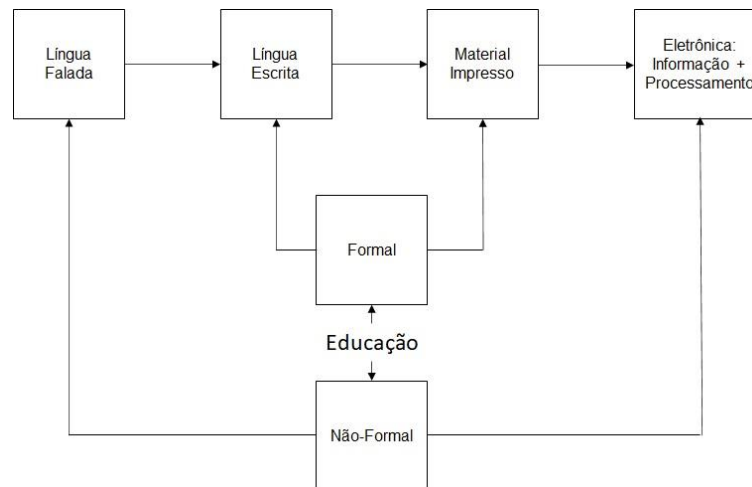 Língua
Falada
Língua
Escrita
Material
Impresso
Eletrônica:
Informação +
Processamento
Formal
Educação
Não-Formal